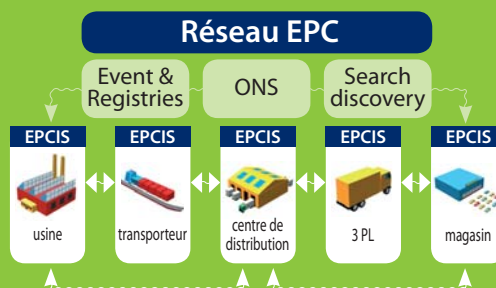 Réseau EPC
Event &
Registries
ONS
Search
discovery
EPCIS
EPCIS
EPCIS
EPCIS
EPCIS
usine
transporteur
centre de
distribution
3 PL
magasin